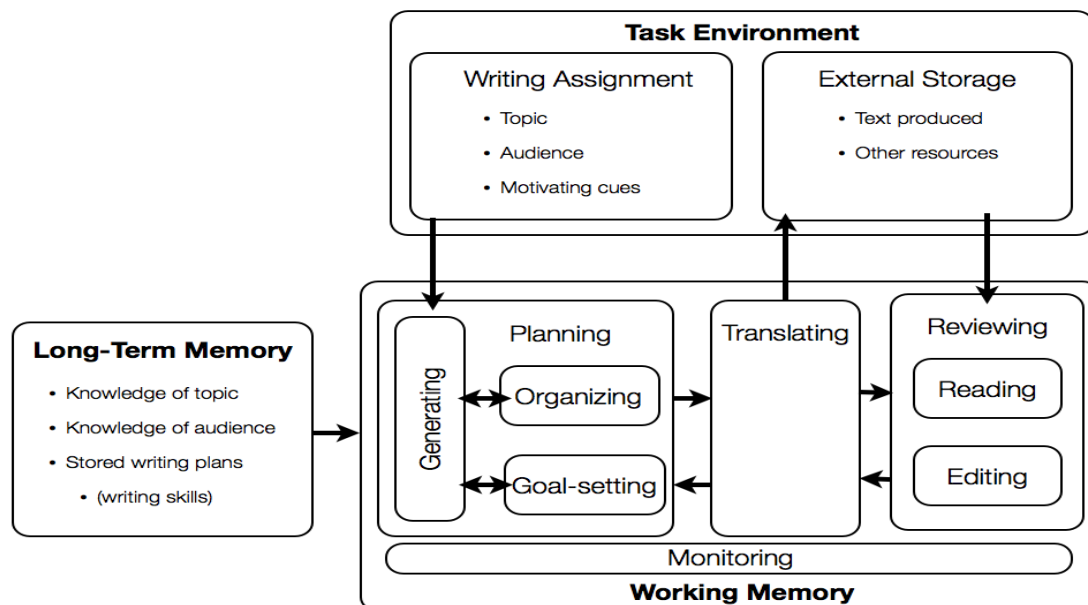 Task Environment
Writing Assignment
• Topic
• Audience
• Motivating cues
External Storage
• Text produced
• Other resources
Long-Term Memory
• Knowledge of topic
• Knowledge of audience
• Stored writing plans
• (writing skills)
Planning
Generating
Organizing
Goal-setting
Translating
Reviewing
Reading
Editing
Monitoring
Working Memory